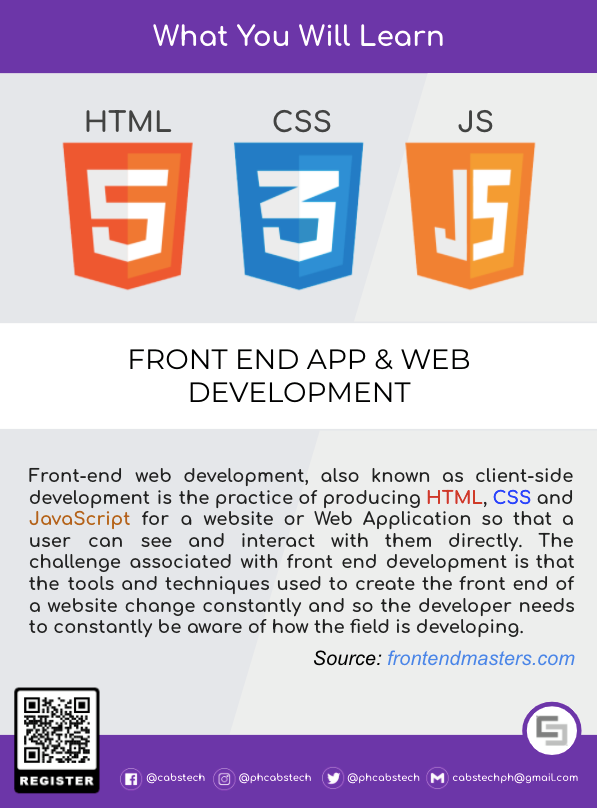 What You Will Learn
HTML CSS JS
5 3 JS
FRONT END APP & WEB
DEVELOPMENT
Front-end web development, also known as client-side
development is the practice of producing HTML, CSS and
JavaScript for a website or Web Application so that a
user can see and interact with them directly. The
challenge associated with front end development is that
the tools and techniques used to create the front end of
a website change constantly and so the developer needs
to constantly be aware of how the field is developing.
Source: frontendmasters.com
REGISTER
@cabstech @phcabstech @phcabstech cabstechph@gmail.com